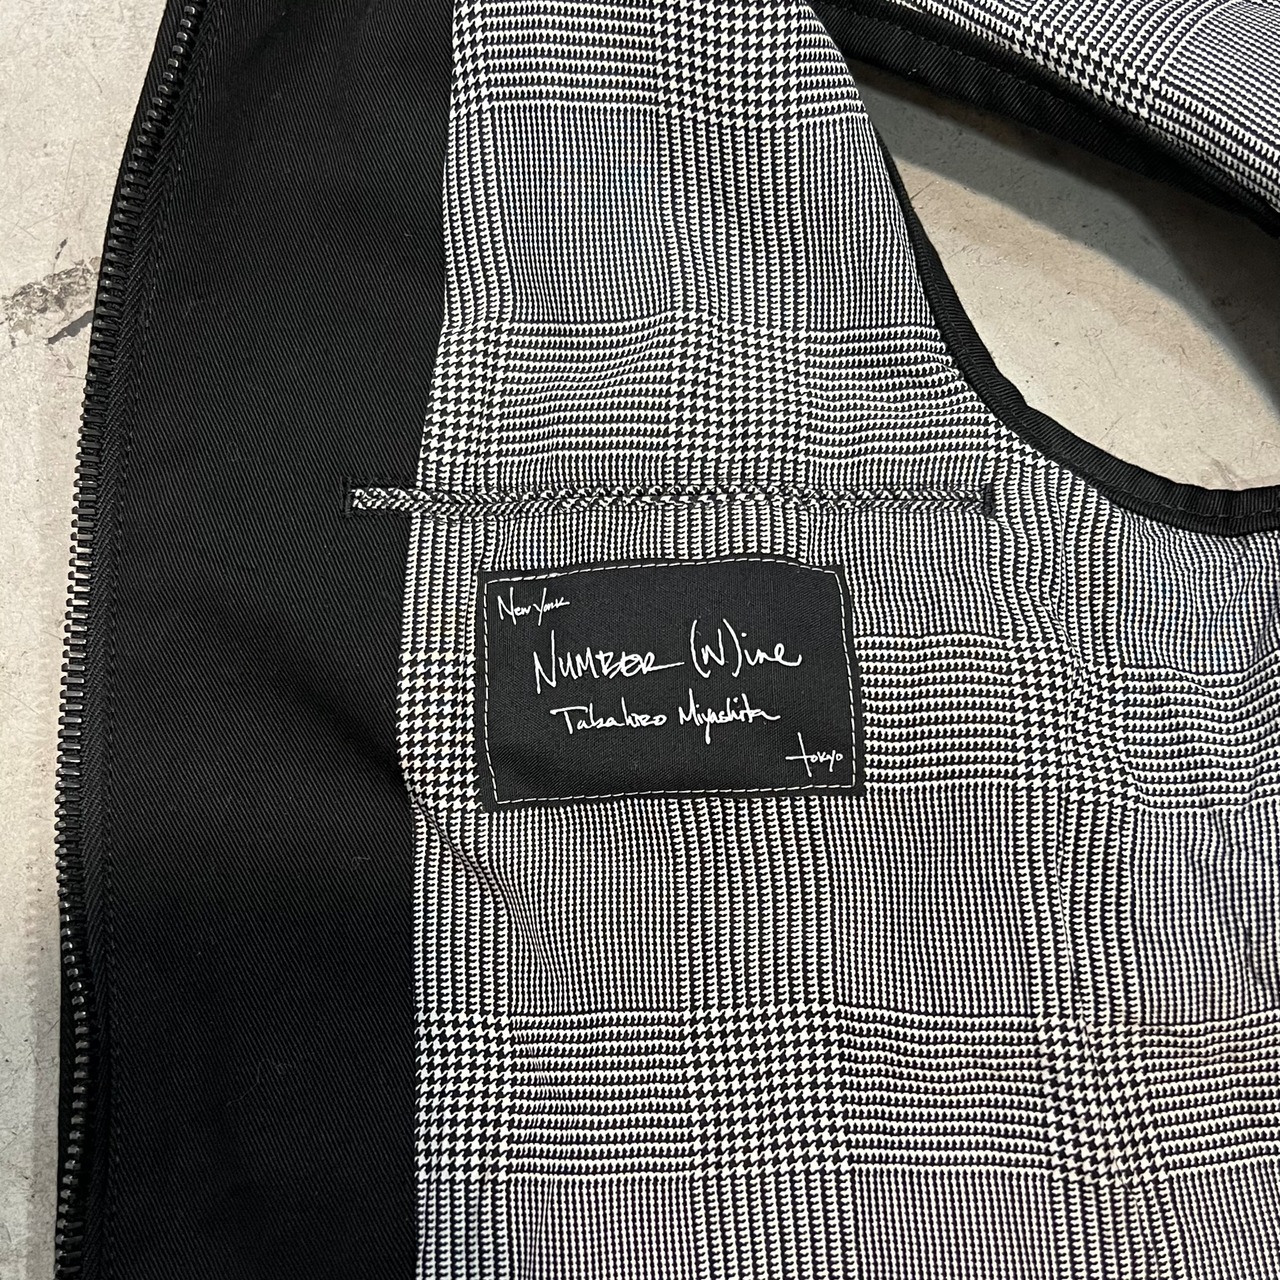 New York
NUMBER (N)ine
Takahiro Miyashita
tokyo